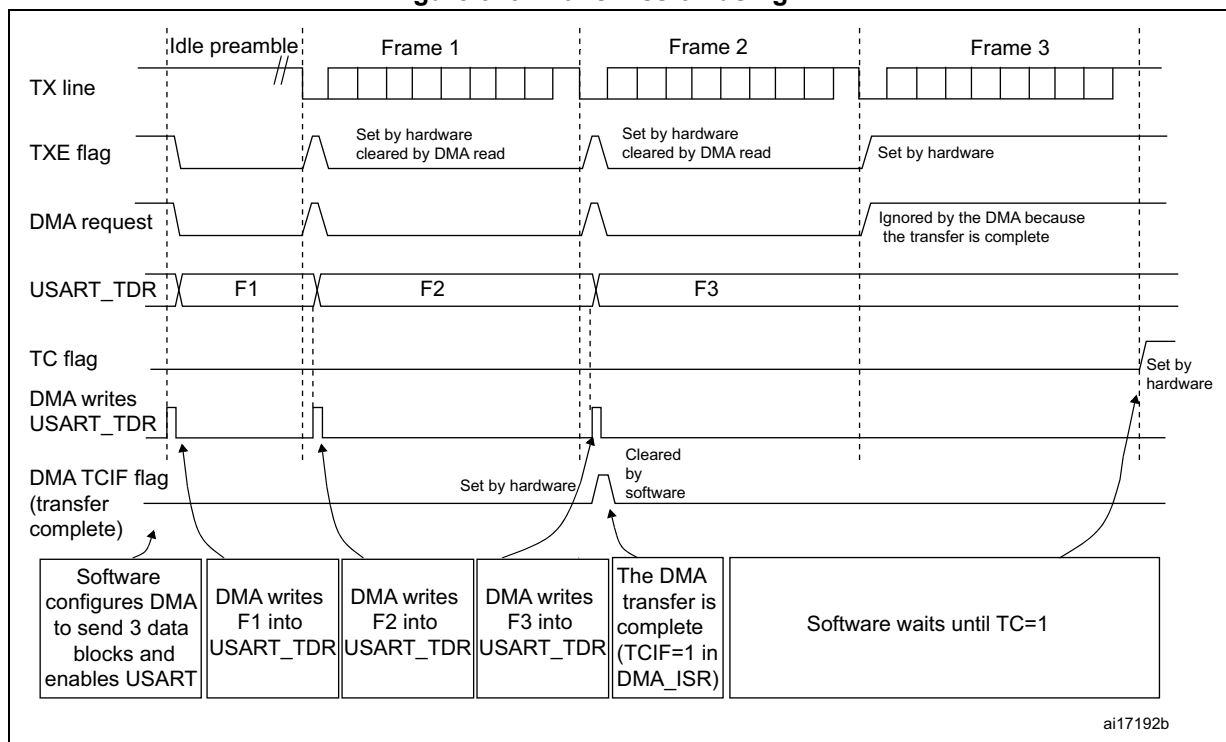 Idle preamble
Frame 1
Frame 2
Frame 3
TX line
TXE flag
Set by hardware
cleared by DMA read
Set by hardware
cleared by DMA read
Set by hardware
DMA request
Ignored by the DMA because
the transfer is complete
USART_TDR
F1
F2
F3
TC flag
Set by
hardware
DMA writes
USART_TDR
DMA TCIF flag
(transfer
complete)
Set by hardware
Cleared
by
software
Software
configures DMA
to send 3 data
blocks and
enables USART
DMA writes
F1 into
USART_TDR
DMA writes
F2 into
USART_TDR
DMA writes
F3 into
USART_TDR
The DMA
transfer is
complete
(TCIF=1 in
DMA_ISR)
Software waits until TC=1
ai17192b